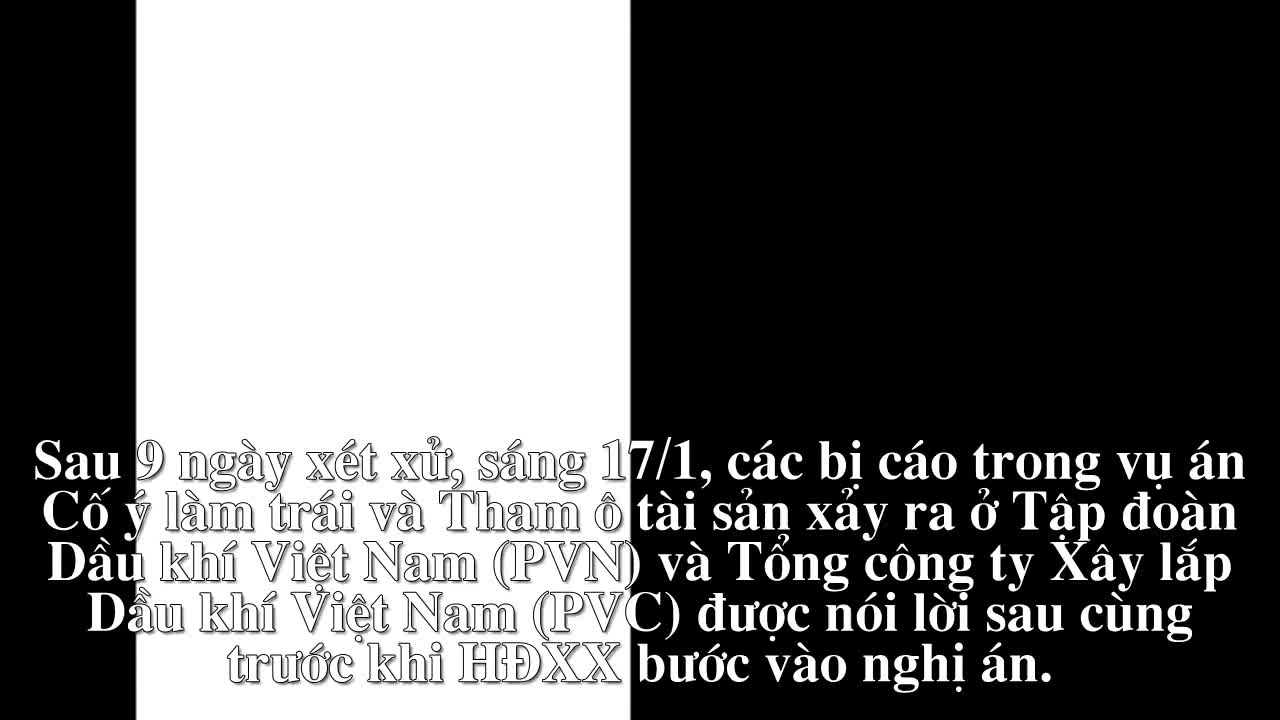 Sau 9 ngày xét xử, sáng 17/1, các bị cáo trong vụ án
Cố ý làm trái và Tham ô tài sản xảy ra ở Tập đoàn
Dầu khí Việt Nam (PVN) và Tổng công ty Xây lắp
Dầu khí Việt Nam (PVC) được nói lời sau cùng
trước khi HĐXX bước vào nghị án.